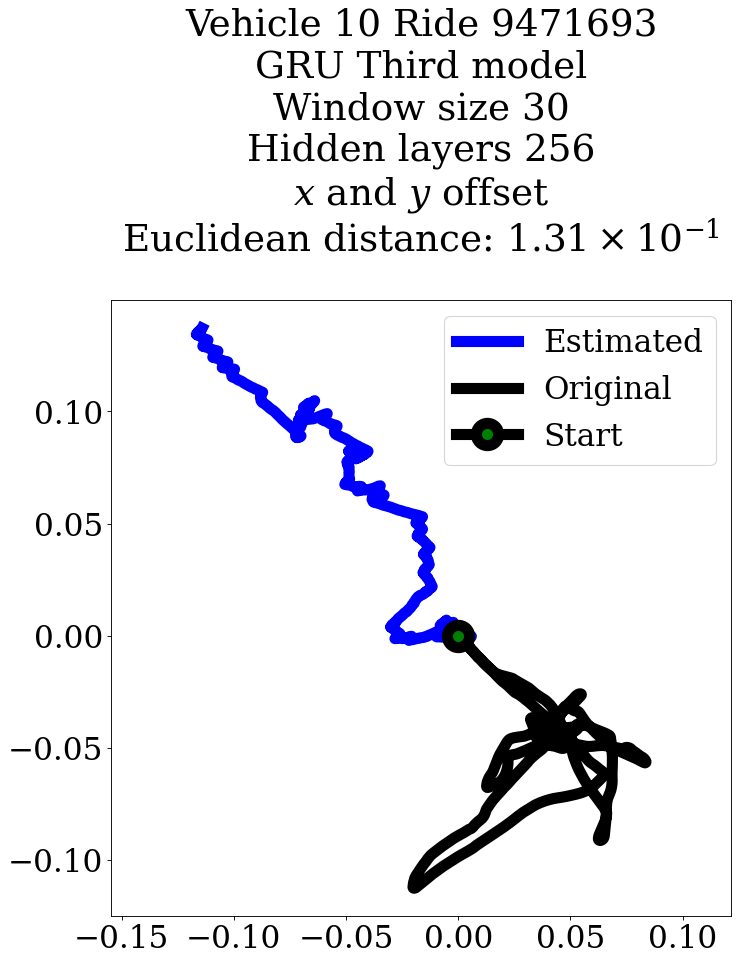 Vehicle 10 Ride 9471693
GRU Third model
Window size 30
Hidden layers 256
x and y offset
Euclidean distance: 1.31 × 10⁻¹
Estimated
Original
Start
0.10
0.05
0.00
−0.05
−0.10
−0.15 −0.10 −0.05 0.00 0.05 0.10